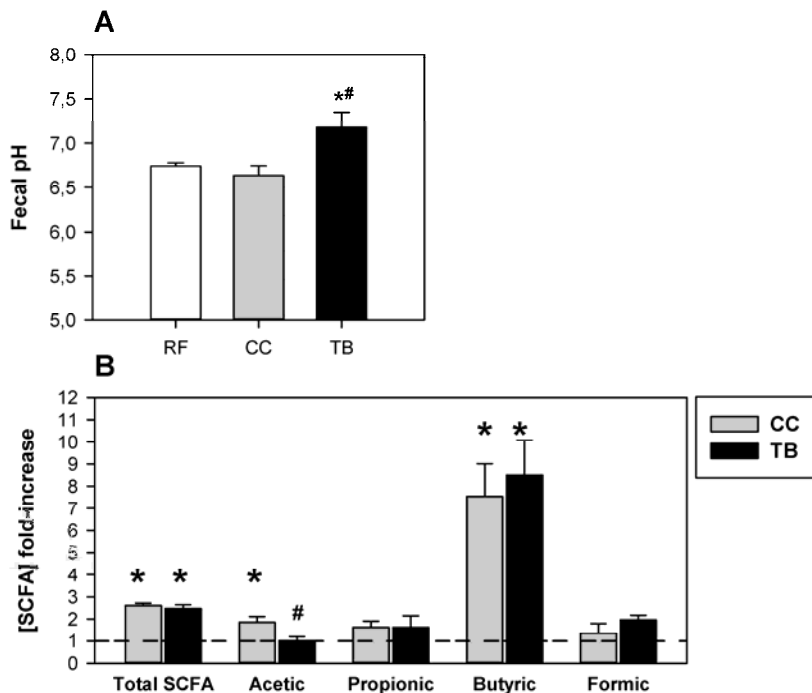 A
8,0
7,5
7,0
6,5
6,0
5,5
5,0
Fecal pH
*#
RF CC TB
B
12
11
10
9
8
7
6
5
4
3
2
1
0
[SCFA] fold-increase
* * * # * *
Total SCFA Acetic Propionic Butyric Formic
CC
TB